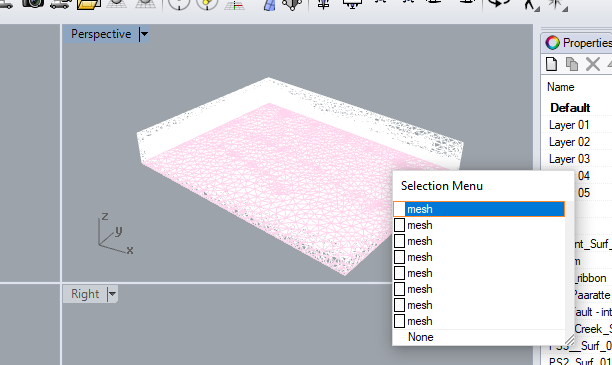 Perspective
Properties
Name
Default
Layer 01
Layer 02
Layer 03
04
05
Selection Menu
mesh
mesh
mesh
mesh
mesh
mesh
mesh
mesh
None
z
y
x
Right
nt_Surf_
m
_ribbon
Paaratte
ault - int
Creek_S
PS3__Surf_0
PS2_Surf_01